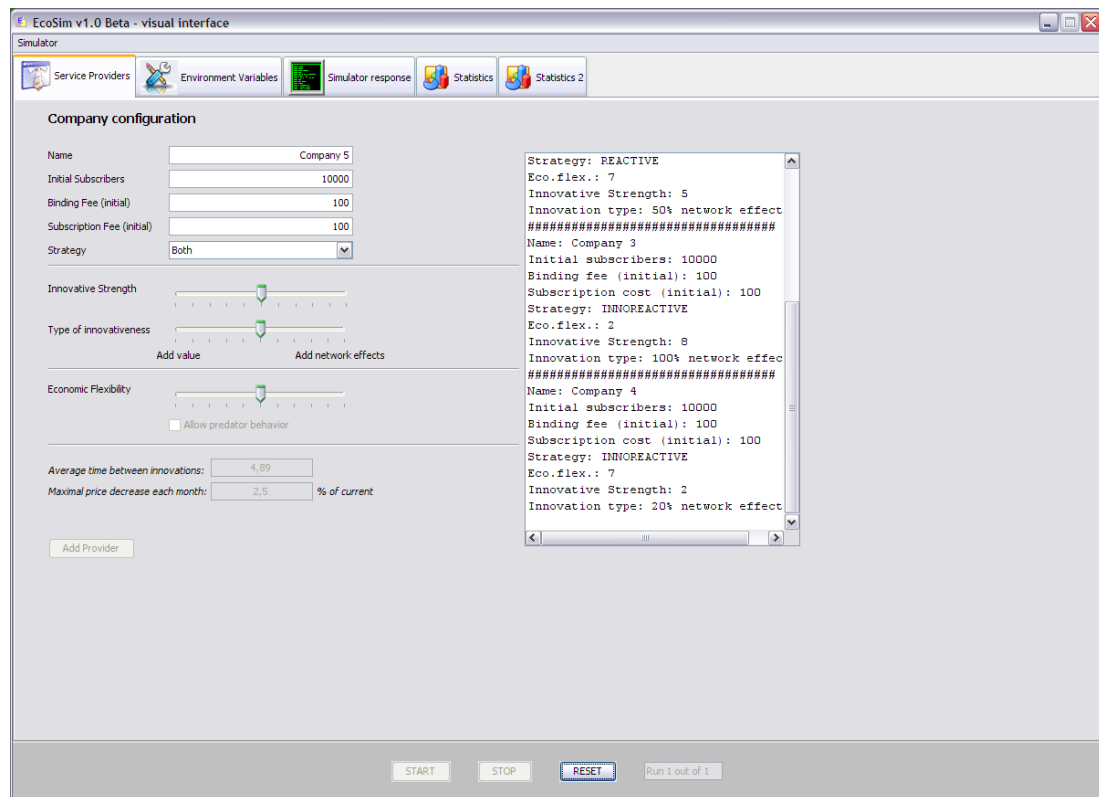 EcoSim v1.0 Beta - visual interface
Simulator
Service Providers
Environment Variables
Simulator response
Statistics
Statistics 2
Company configuration
Name Company 5
Initial Subscribers 10000
Binding Fee (initial) 100
Subscription Fee (initial) 100
Strategy Both
Innovative Strength
Type of innovativeness
Add value Add network effects
Economic Flexibility
Allow predator behavior
Average time between innovations: 4,89
Maximal price decrease each month: 2,5 % of current
Add Provider
Strategy: REACTIVE
Eco.flex.: 7
Innovative Strength: 5
Innovation type: 50% network effect
##################################
Name: Company 3
Initial subscribers: 10000
Binding fee (initial): 100
Subscription cost (initial): 100
Strategy: INNOREACTIVE
Eco.flex.: 2
Innovative Strength: 8
Innovation type: 100% network effec
##################################
Name: Company 4
Initial subscribers: 10000
Binding fee (initial): 100
Subscription cost (initial): 100
Strategy: INNOREACTIVE
Eco.flex.: 7
Innovative Strength: 2
Innovation type: 20% network effect
START
STOP
RESET
Run 1 out of 1